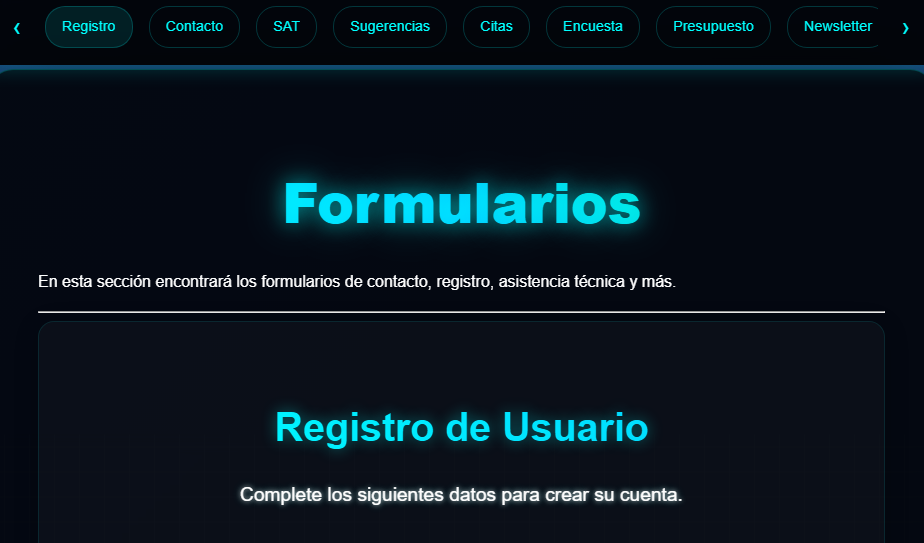 ‹ Registro Contacto SAT Sugerencias Citas Encuesta Presupuesto Newsletter ›
Formularios
En esta sección encontrará los formularios de contacto, registro, asistencia técnica y más.
Registro de Usuario
Complete los siguientes datos para crear su cuenta.